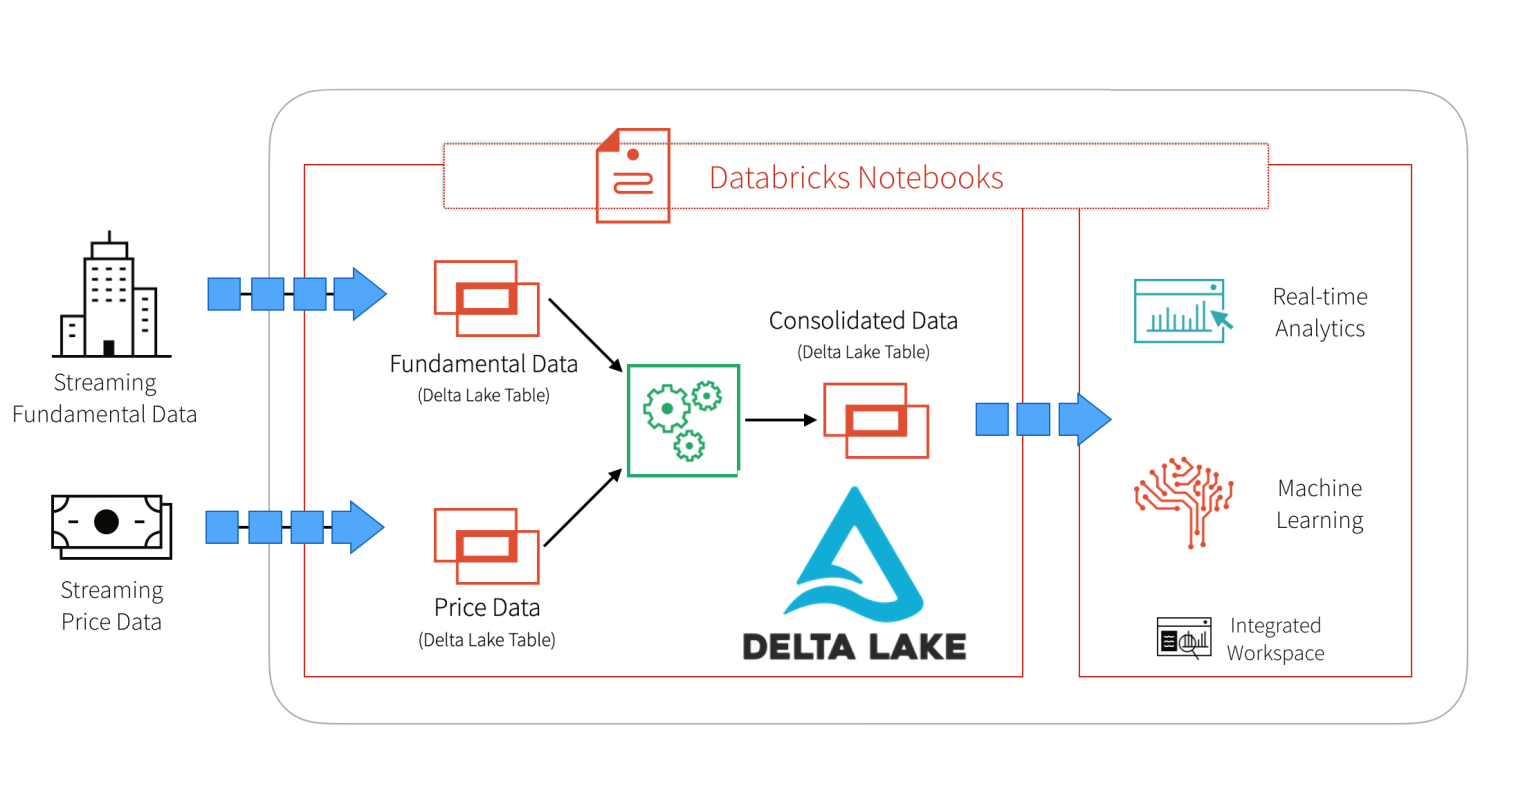 Databricks Notebooks
Streaming
Fundamental Data
Streaming
Price Data
Fundamental Data
(Delta Lake Table)
Price Data
(Delta Lake Table)
Consolidated Data
(Delta Lake Table)
DELTA LAKE
Real-time
Analytics
Machine
Learning
Integrated
Workspace